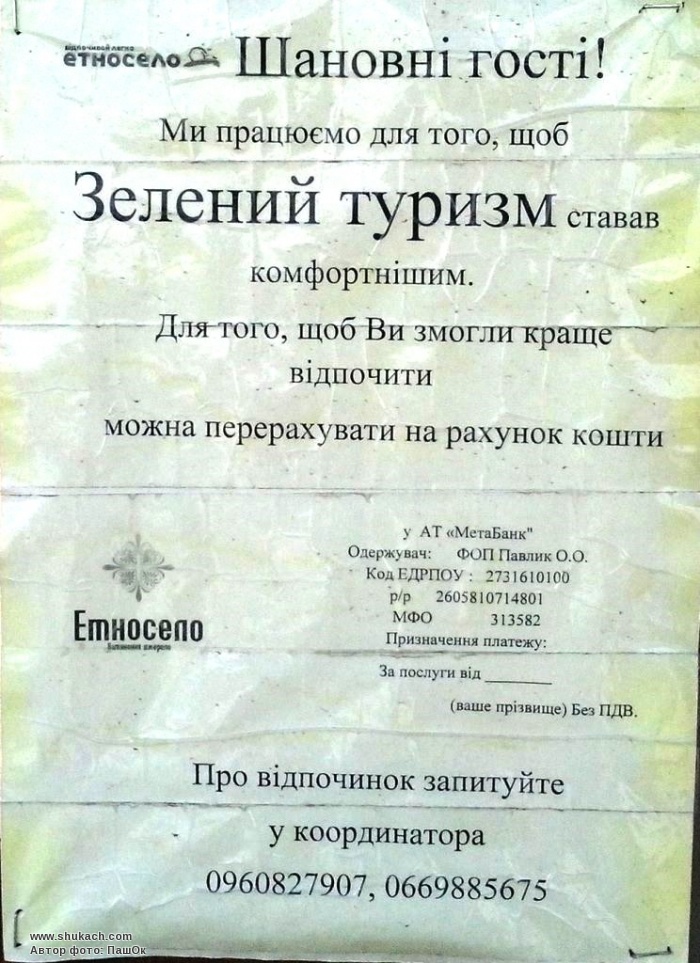 відпочивай легко
етносело
Шановні гості!
Ми працюємо для того, щоб
Зелений туризм ставав
комфортнішим.
Для того, щоб Ви змогли краще
відпочити
можна перерахувати на рахунок кошти
у АТ «МетаБанк"
Одержувач: ФОП Павлик О.О.
Код ЕДРПОУ : 2731610100
р/р 2605810714801
МФО 313582
Призначення платежу:
За послуги від ________
(ваше прізвище) Без ПДВ.
Етносело
джерело
Про відпочинок запитуйте
у координатора
0960827907, 0669885675
www.shukach.com
Автор фото: ПашОк